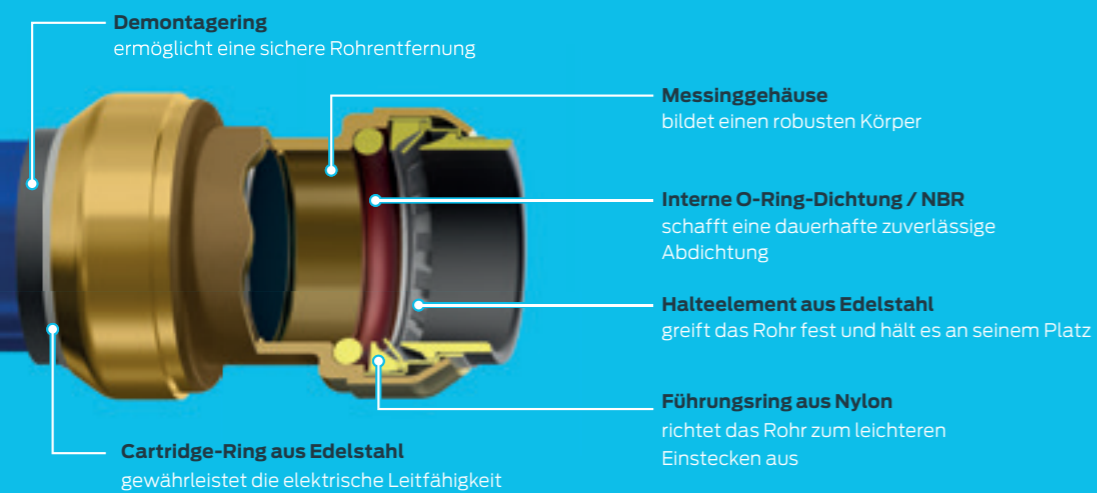 Demontagering
ermöglicht eine sichere Rohrentfernung
Messinggehäuse
bildet einen robusten Körper
Interne O-Ring-Dichtung / NBR
schafft eine dauerhafte zuverlässige
Abdichtung
Halteelement aus Edelstahl
greift das Rohr fest und hält es an seinem Platz
Führungsring aus Nylon
richtet das Rohr zum leichteren
Einstecken aus
Cartridge-Ring aus Edelstahl
gewährleistet die elektrische Leitfähigkeit